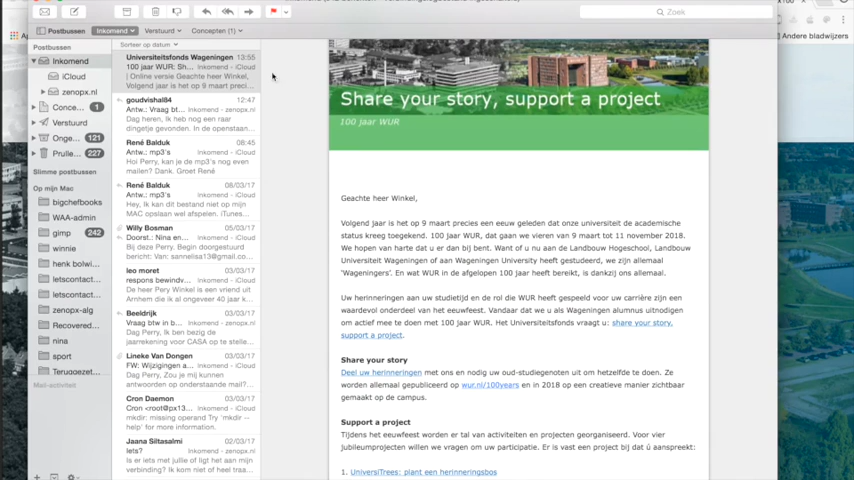 Zoek
Postbussen
Inkomend
Verstuurd
Concepten (1)
Andere bladwijzers
Postbussen
Inkomend
iCloud
zenopx.nl
Conce... 1
Verstuurd
Onge... 121
Prulle... 227
Slimme postbussen
Op mijn Mac
bigchefbooks
WAA-admin
gimp 242
winnie
henk bolwi...
letscontact...
letscontact...
zenopx-alg
Recovered...
nina
sport
Teruggezet...
Mail-activiteit
Sorteer op datum
Universiteitsfonds Wageningen 13:55
100 jaar WUR: Sh... Inkomend - iCloud
| Online versie Geachte heer Winkel,
Volgend jaar is het op 9 maart preci...
goudvishal84 12:47
Antw.: Vraag bt... Inkomend - zenopx.nl
Dag heren, Ik heb nog een raar
dingetje gevonden. In de openstaan...
René Balduk 08:45
Antw.: mp3's Inkomend - iCloud
Hoi Perry, kan je de mp3's nog even
mailen? Dank. Groet René
René Balduk 08/03/17
Antw.: mp3's Inkomend - iCloud
Hey, Ik kan dit bestand niet op mijn
MAC opslaan wel afspelen. iTunes...
Willy Bosman 05/03/17
Doorst.: Nina en... Inkomend - iCloud
Bij deze Perry. Begin doorgestuurd
bericht: Van: sannelisa13@gmail.co...
leo moret 03/03/17
respons bewindv... Inkomend - iCloud
De heer Pery Winkel is een vriend uit
Arnhem die al ongeveer 40 jaar k...
Beeldrijk 03/03/17
Vraag btw in b... Inkomend - zenopx.nl
Dag Perry, Ik ben bezig de
jaarrekening voor CASA op te stelle...
Lineke Van Dongen 03/03/17
FW: Wijzigingen a... Inkomend - iCloud
Dag Perry, Zou je mij kunnen
antwoorden op onderstaande mail?...
Cron Daemon 03/03/17
Cron <root@px13... Inkomend - zenopx.nl
mkdir: missing operand Try 'mkdir --
help' for more information.
Jaana Siltasalmi 02/03/17
Iets? Inkomend - iCloud
Is er iets met jullie of ligt het aan mijn
verbinding? Ik kom niet of heel traa...
Share your story, support a project
100 jaar WUR
Geachte heer Winkel,
Volgend jaar is het op 9 maart precies een eeuw geleden dat onze universiteit de academische
status kreeg toegekend. 100 jaar WUR, dat gaan we vieren van 9 maart tot 11 november 2018.
We hopen van harte dat u er dan bij bent. Want of u nu aan de Landbouw Hogeschool, Landbouw
Universiteit Wageningen of aan Wageningen University heeft gestudeerd, we zijn allemaal
'Wageningers'. En wat WUR in de afgelopen 100 jaar heeft bereikt, is dankzij ons allemaal.
Uw herinneringen aan uw studietijd en de rol die WUR heeft gespeeld voor uw carrière zijn een
waardevol onderdeel van het eeuwfeest. Vandaar dat we u als Wagenings alumnus uitnodigen
om actief mee te doen met 100 jaar WUR. Het Universiteitsfonds vraagt u: share your story,
support a project.
Share your story
Deel uw herinneringen met ons en nodig uw oud-studiegenoten uit om hetzelfde te doen. Ze
worden allemaal gepubliceerd op wur.nl/100years en in 2018 op een creatieve manier zichtbaar
gemaakt op de campus.
Support a project
Tijdens het eeuwfeest worden er tal van activiteiten en projecten georganiseerd. Voor vier
jubileumprojecten willen we vragen om uw participatie. Er is vast een project bij dat ú aanspreekt:
1. UniversiTrees: plant een herinneringsbos